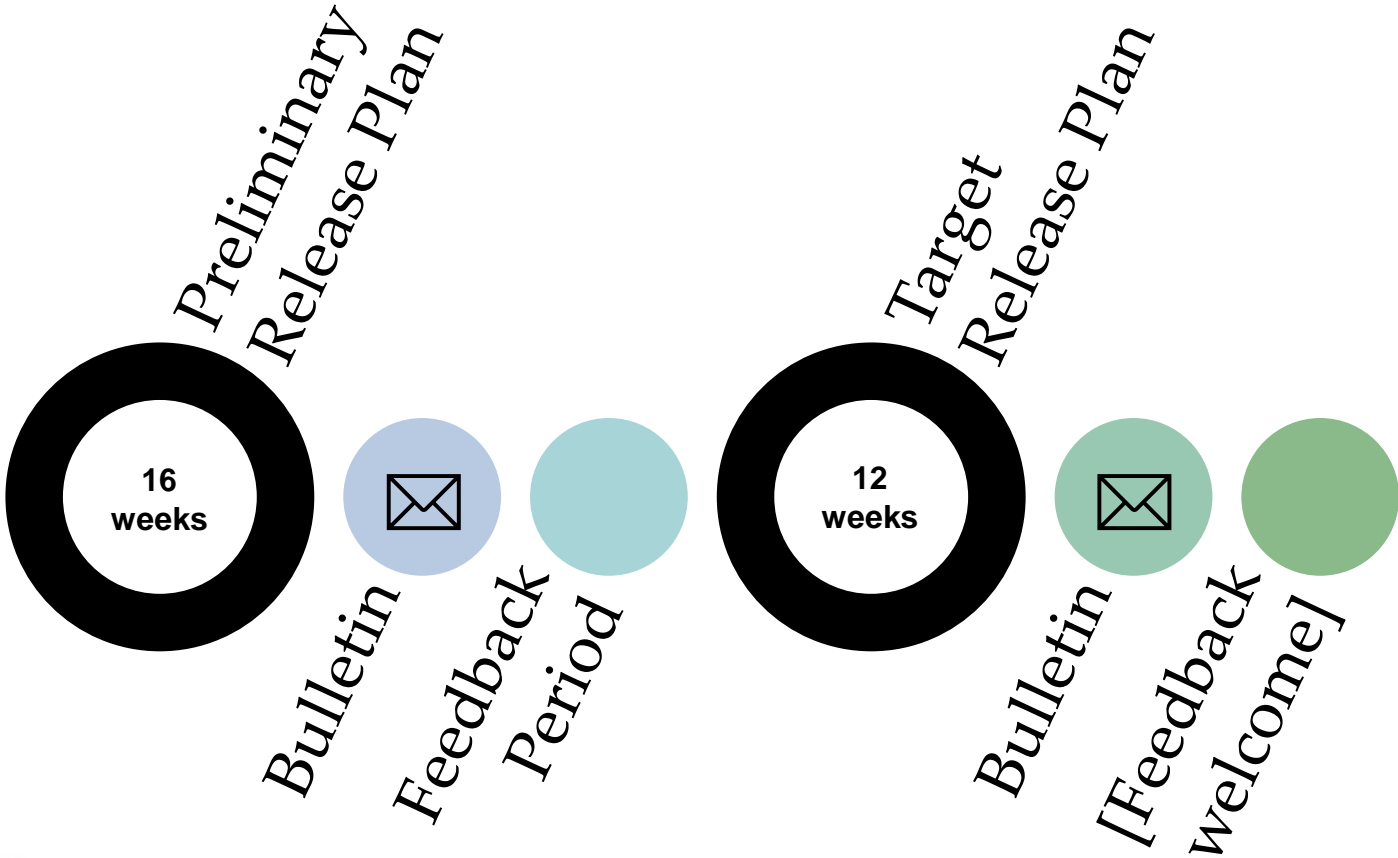 Preliminary
Release Plan
16
weeks
Bulletin
Feedback
Period
Target
Release Plan
12
weeks
Bulletin
[Feedback
welcome]